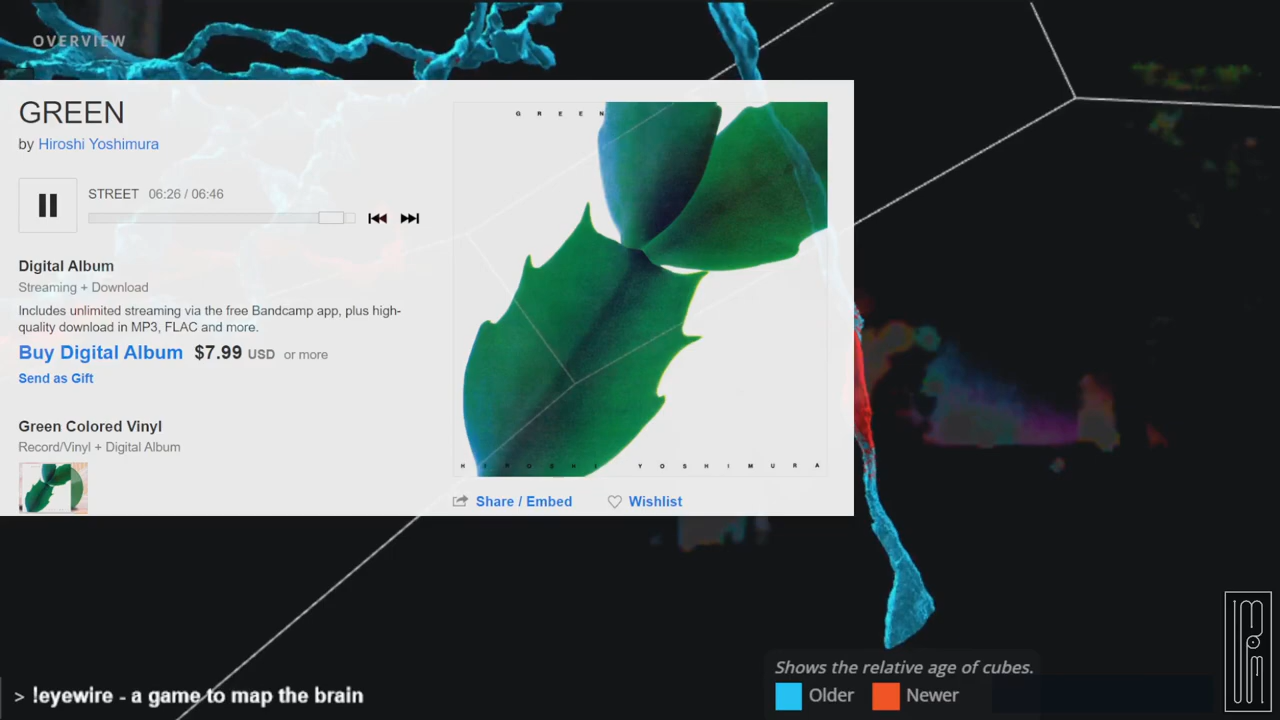 OVERVIEW
GREEN
by Hiroshi Yoshimura
STREET 06:26 / 06:46
Digital Album
Streaming + Download
Includes unlimited streaming via the free Bandcamp app, plus high-
quality download in MP3, FLAC and more.
Buy Digital Album $7.99 USD or more
Send as Gift
Green Colored Vinyl
Record/Vinyl + Digital Album
GREEN
HIROSHI YOSHIMURA
Share / Embed
Wishlist
Shows the relative age of cubes.
Older
Newer
> !eyewire - a game to map the brain